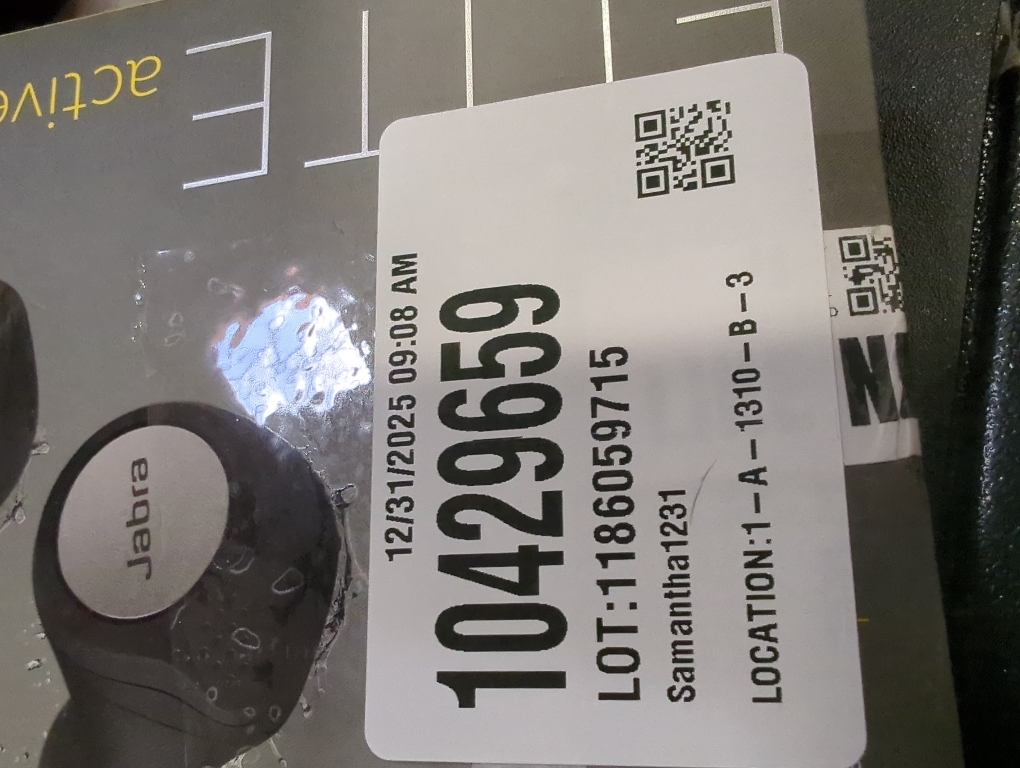 active
ELITE
Jabra
12/31/2025 09:08 AM
10429659
LOT:1186059715
Samantha1231
LOCATION:1-A-1310-B-3